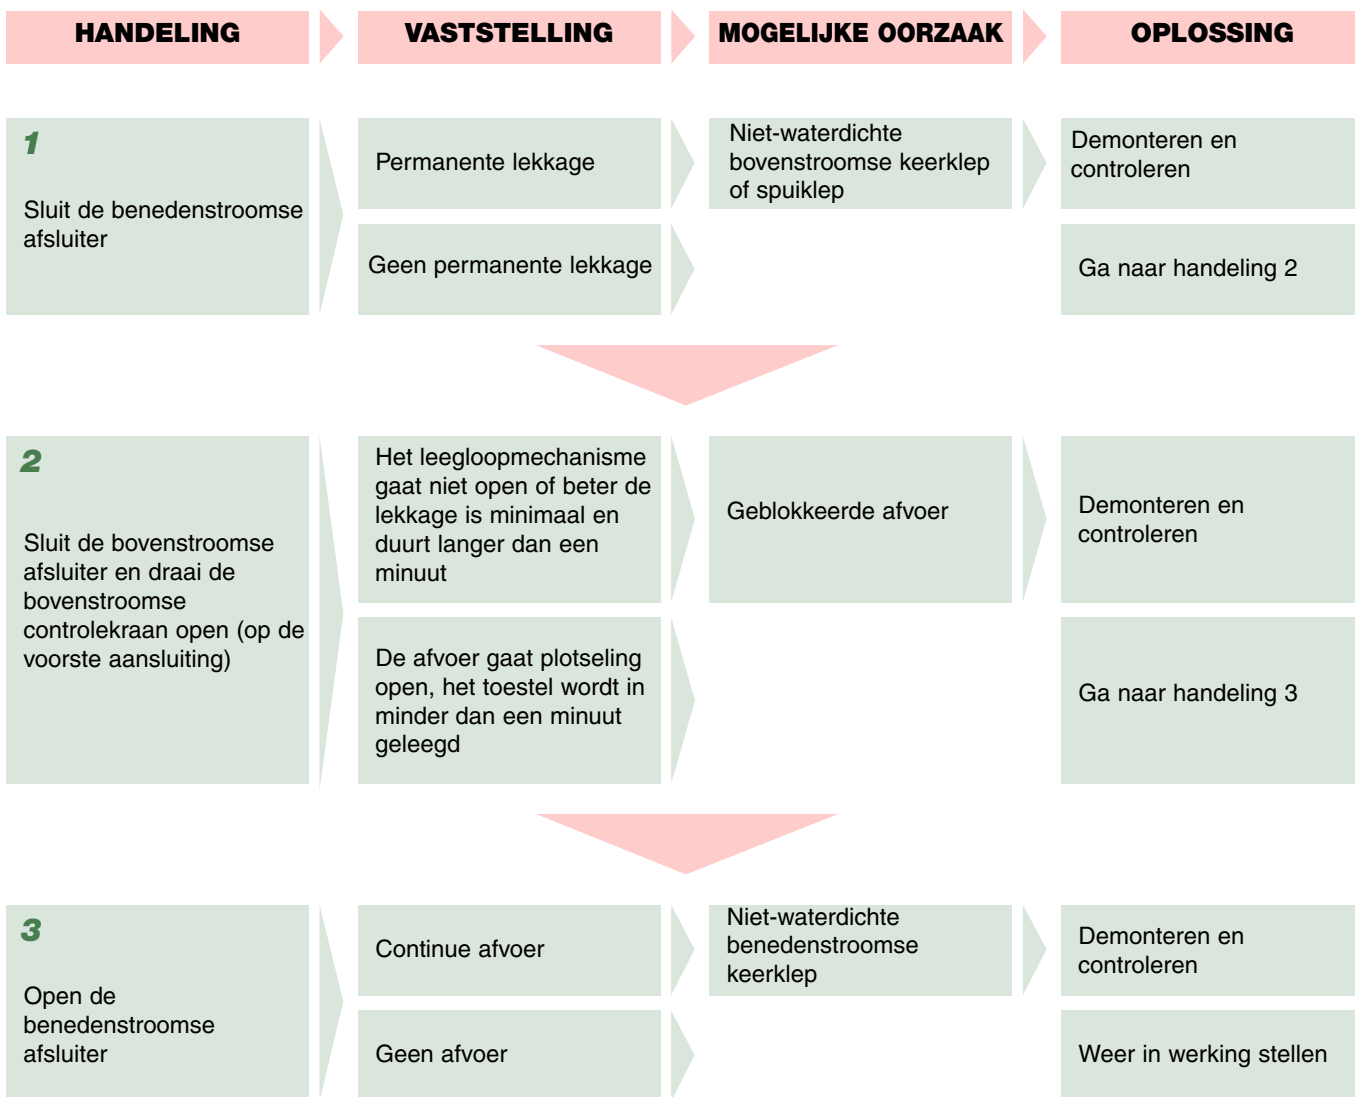 HANDELING
VASTSTELLING
MOGELIJKE OORZAAK
OPLOSSING
1
Sluit de benedenstroomse
afsluiter
Permanente lekkage
Niet-waterdichte
bovenstroomse keerklep
of spuiklep
Demonteren en
controleren
Geen permanente lekkage
Ga naar handeling 2
2
Sluit de bovenstroomse
afsluiter en draai de
bovenstroomse
controlekraan open (op de
voorste aansluiting)
Het leegloopmechanisme
gaat niet open of beter de
lekkage is minimaal en
duurt langer dan een
minuut
Geblokkeerde afvoer
Demonteren en
controleren
De afvoer gaat plotseling
open, het toestel wordt in
minder dan een minuut
geleegd
Ga naar handeling 3
3
Open de
benedenstroomse
afsluiter
Continue afvoer
Niet-waterdichte
benedenstroomse
keerklep
Demonteren en
controleren
Geen afvoer
Weer in werking stellen